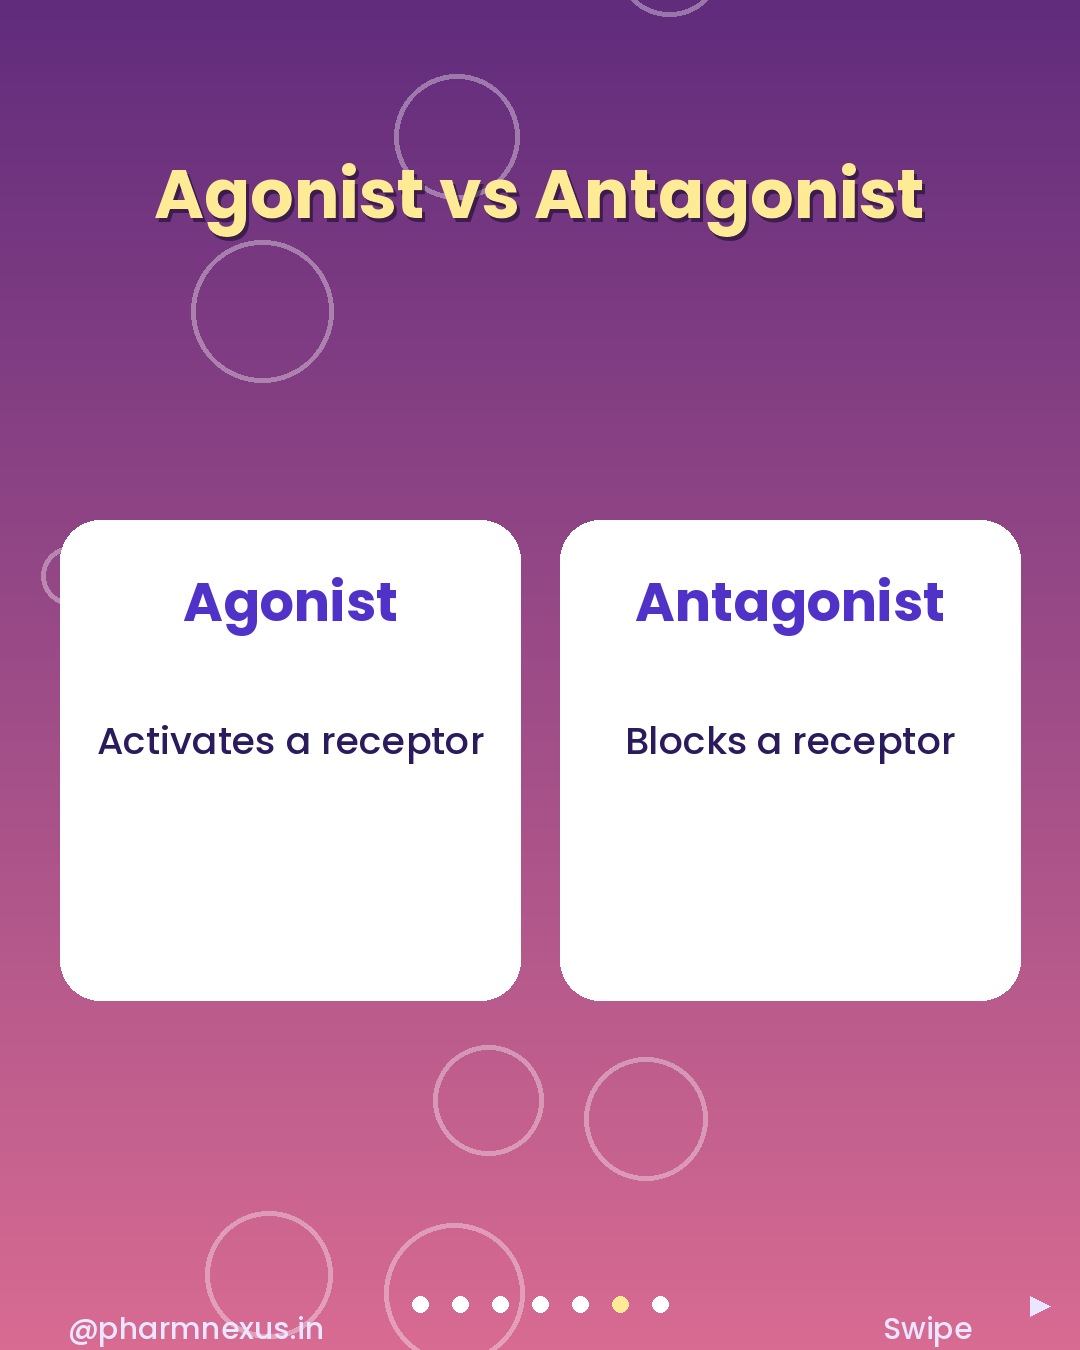 Agonist vs Antagonist
Agonist
Activates a receptor
Antagonist
Blocks a receptor
@pharmnexus.in
Swipe